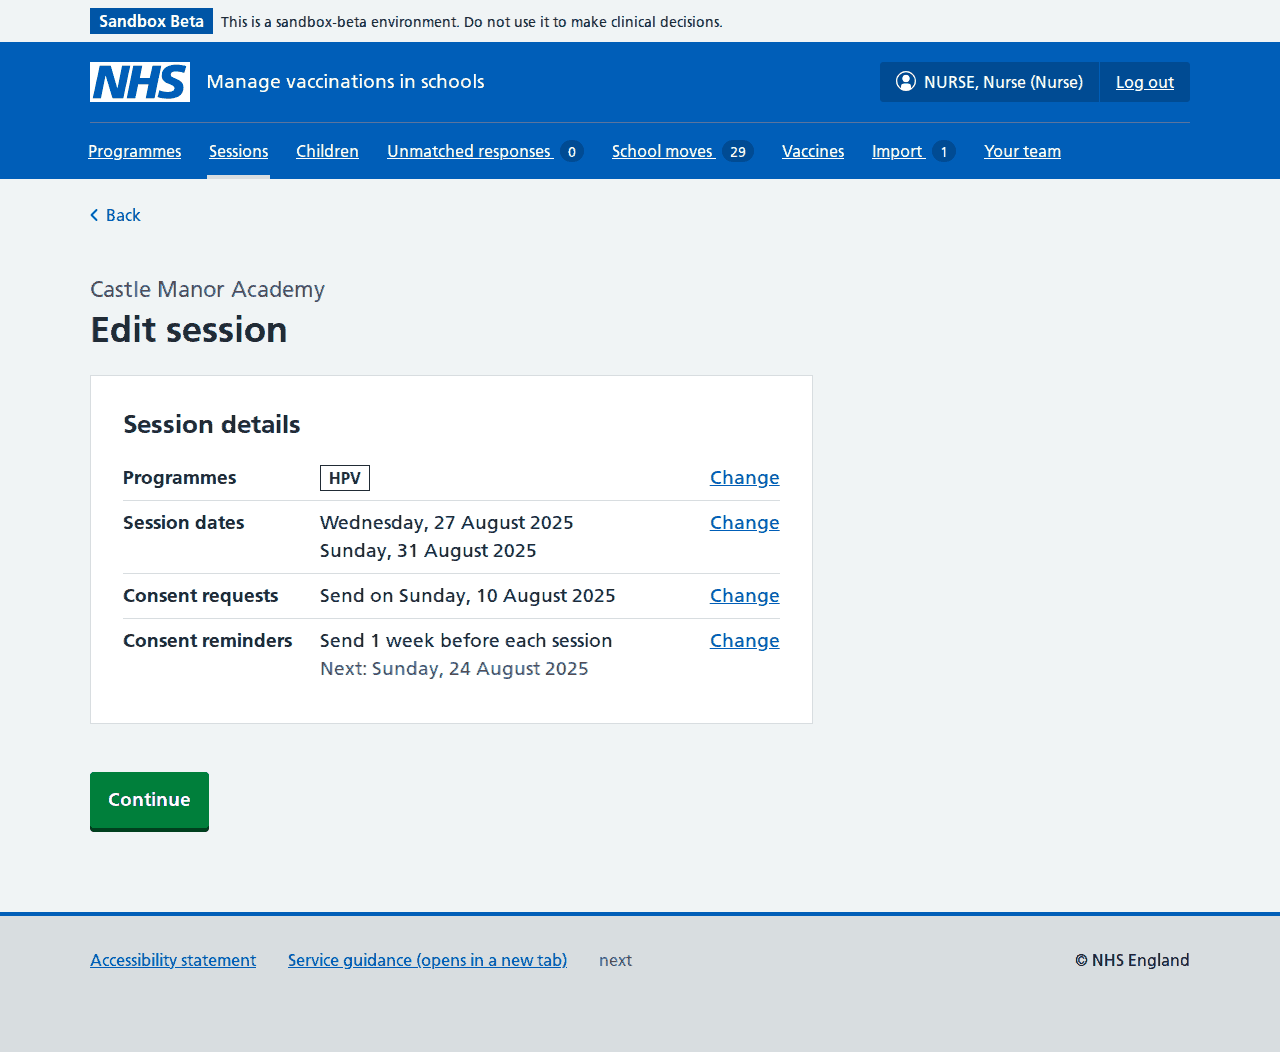 Sandbox Beta This is a sandbox-beta environment. Do not use it to make clinical decisions.
NHS Manage vaccinations in schools NURSE, Nurse (Nurse) Log out
Programmes Sessions Children Unmatched responses 0 School moves 29 Vaccines Import 1 Your team
Back
Castle Manor Academy
Edit session
Session details
Programmes HPV Change
Session dates Wednesday, 27 August 2025 Change
Sunday, 31 August 2025
Consent requests Send on Sunday, 10 August 2025 Change
Consent reminders Send 1 week before each session Change
Next: Sunday, 24 August 2025
Continue
Accessibility statement Service guidance (opens in a new tab) next © NHS England